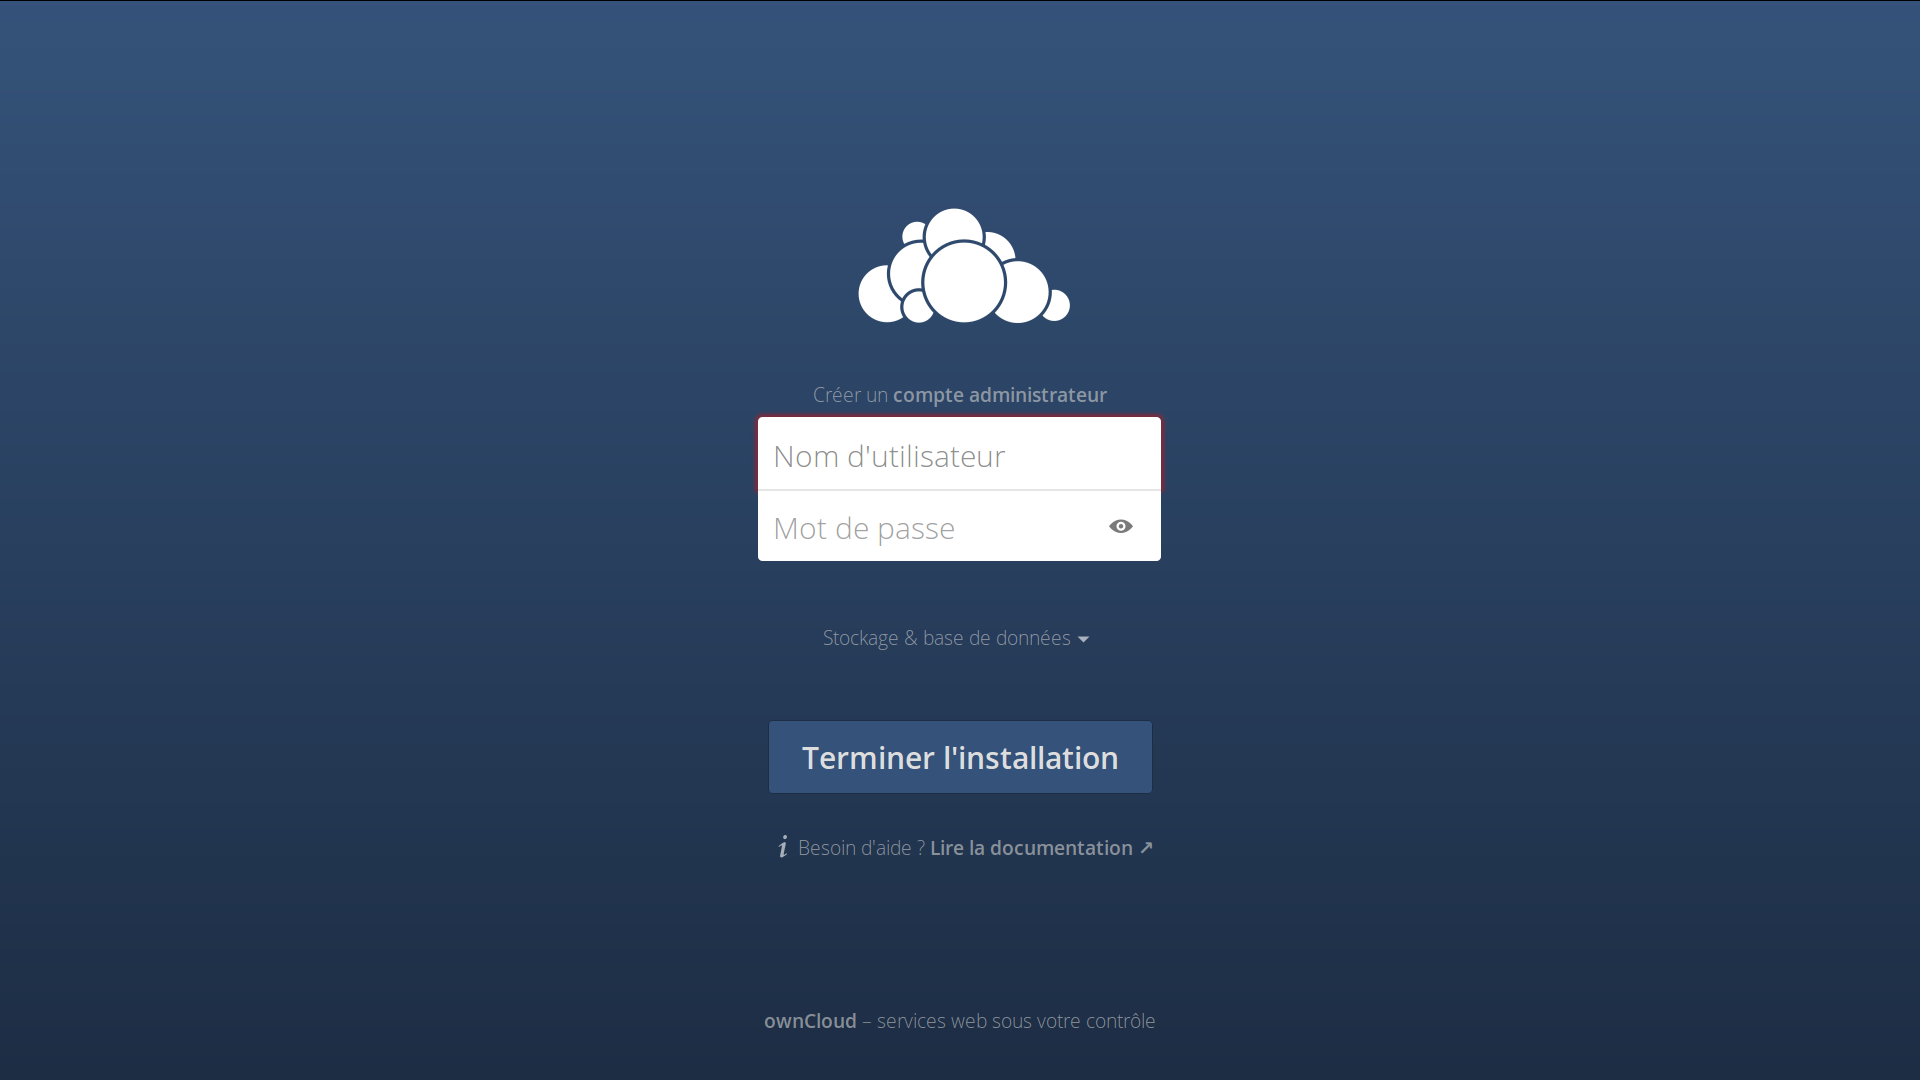 Créer un compte administrateur
Nom d'utilisateur
Mot de passe
Stockage & base de données
Terminer l'installation
i Besoin d'aide ? Lire la documentation ↗
ownCloud – services web sous votre contrôle